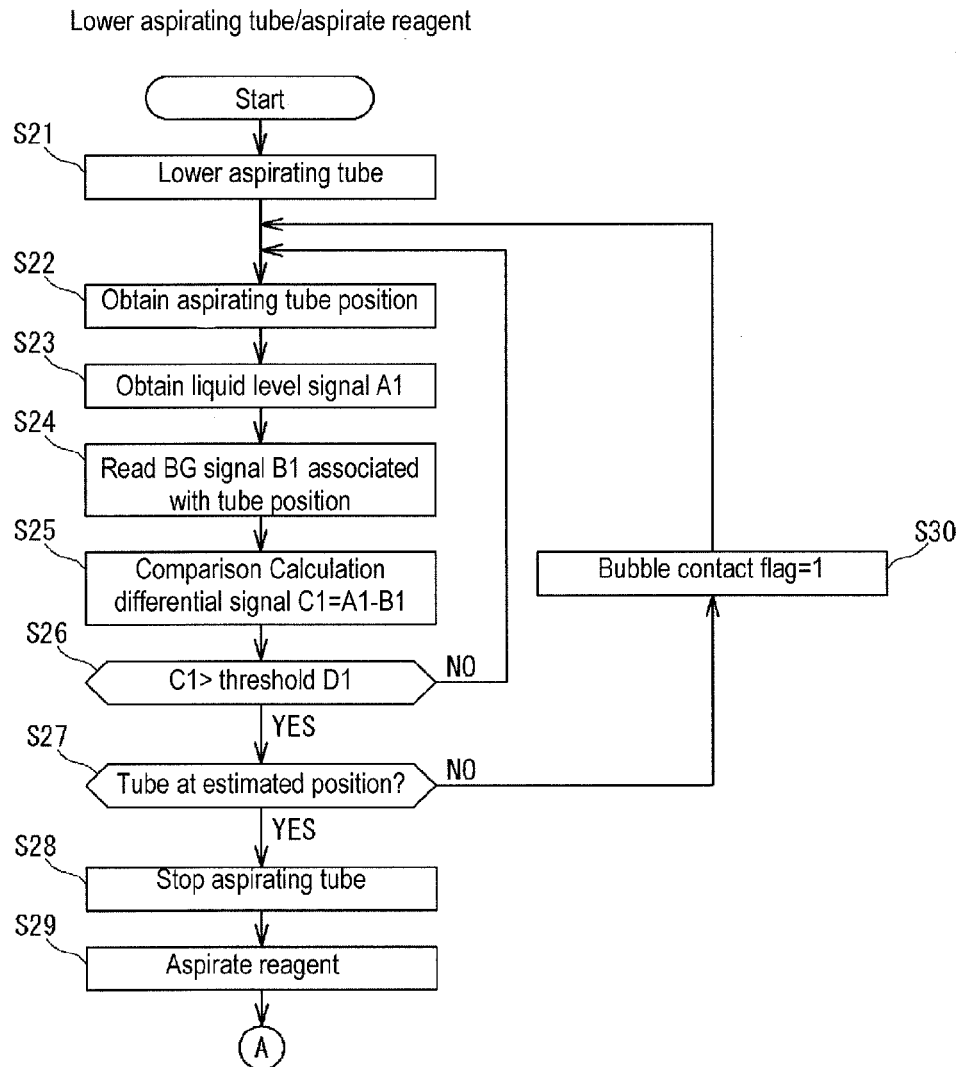 Lower aspirating tube/aspirate reagent
Start
S21
Lower aspirating tube
S22
Obtain aspirating tube position
S23
Obtain liquid level signal A1
S24
Read BG signal B1 associated
with tube position
S25
Comparison Calculation
differential signal C1=A1-B1
S30
Bubble contact flag=1
S26
C1> threshold D1
NO
YES
S27
Tube at estimated position?
NO
YES
S28
Stop aspirating tube
S29
Aspirate reagent
A